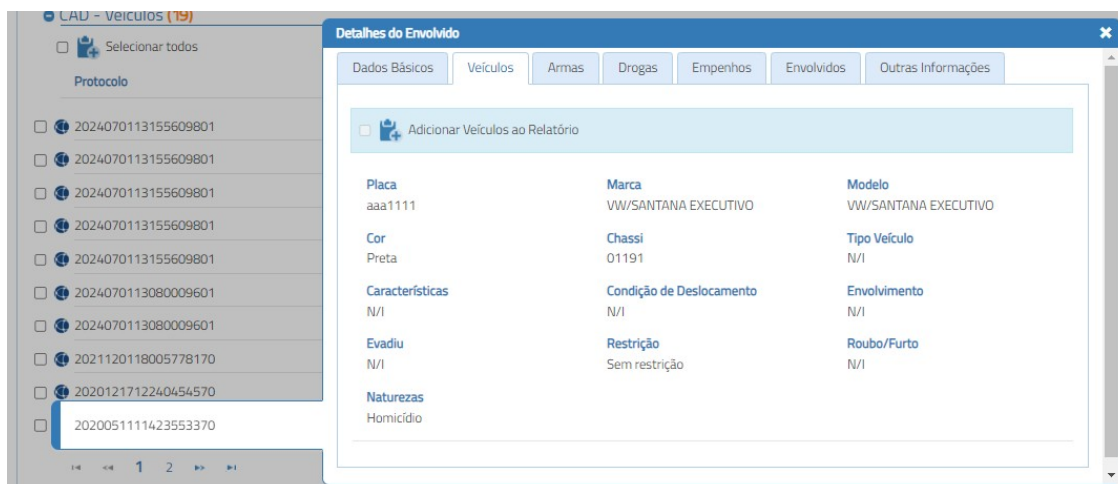 CAD - Veículos (19)
Selecionar todos
Protocolo
2024070113155609801
2024070113155609801
2024070113155609801
2024070113155609801
2024070113155609801
2024070113080009601
2024070113080009601
2021120118005778170
2020121712240454570
2020051111423553370
1 2
Detalhes do Envolvido
Dados Básicos Veículos Armas Drogas Empenhos Envolvidos Outras Informações
Adicionar Veículos ao Relatório
Placa Marca Modelo
aaa1111 VW/SANTANA EXECUTIVO VW/SANTANA EXECUTIVO
Cor Chassi Tipo Veículo
Preta 01191 N/I
Características Condição de Deslocamento Envolvimento
N/I N/I N/I
Evadiu Restrição Roubo/Furto
N/I Sem restrição N/I
Naturezas
Homicídio